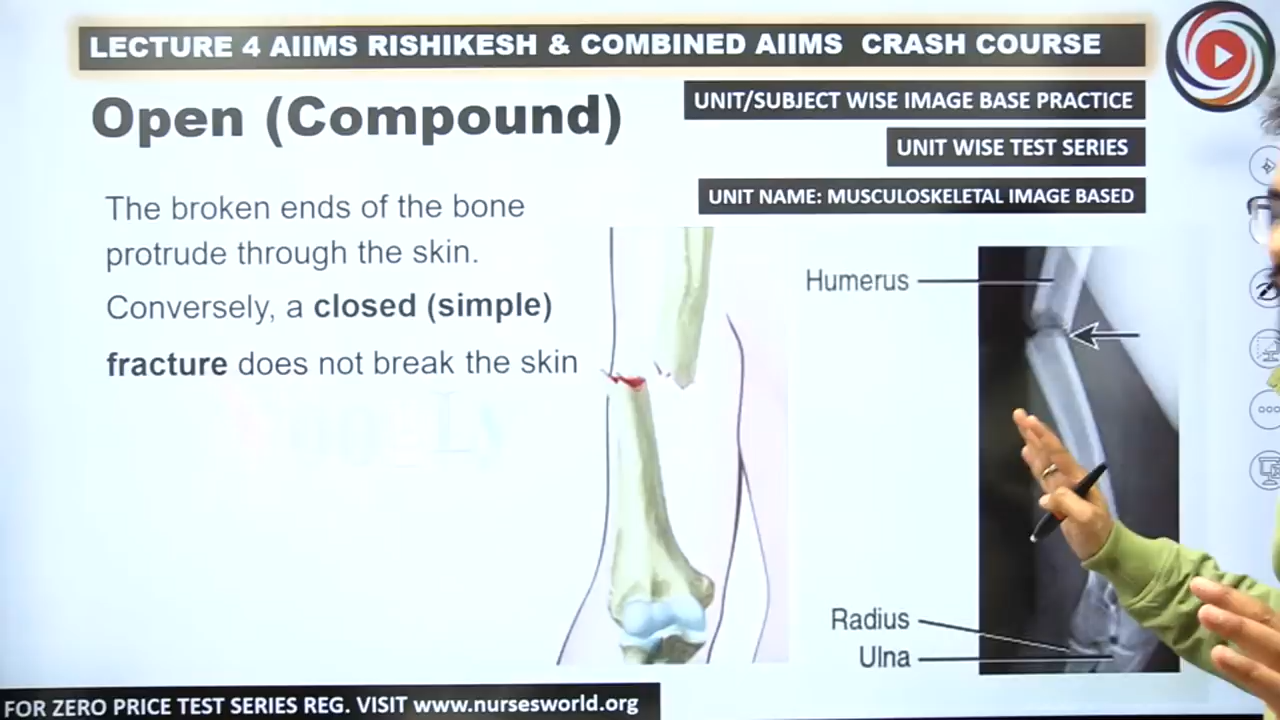 LECTURE 4 AIIMS RISHIKESH & COMBINED AIIMS CRASH COURSE
Open (Compound)
UNIT/SUBJECT WISE IMAGE BASE PRACTICE
UNIT WISE TEST SERIES
UNIT NAME: MUSCULOSKELETAL IMAGE BASED
The broken ends of the bone
protrude through the skin.
Conversely, a closed (simple)
fracture does not break the skin
Humerus
Radius
Ulna
FOR ZERO PRICE TEST SERIES REG. VISIT www.nursesworld.org